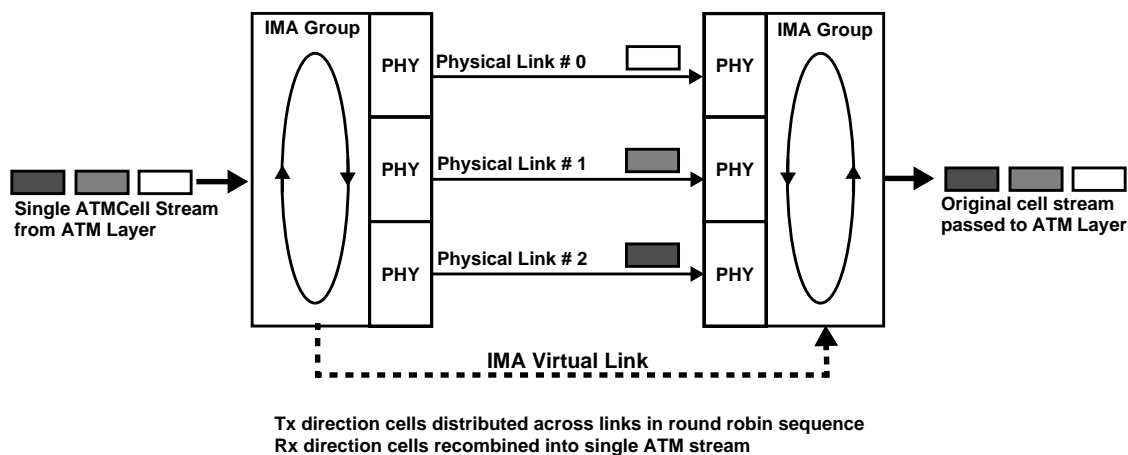 IMA Group
IMA Group
PHY
Physical Link # 0
PHY
PHY
Physical Link # 1
PHY
Single ATMCell Stream
from ATM Layer
Original cell stream
passed to ATM Layer
PHY
Physical Link # 2
PHY
IMA Virtual Link
Tx direction cells distributed across links in round robin sequence
Rx direction cells recombined into single ATM stream